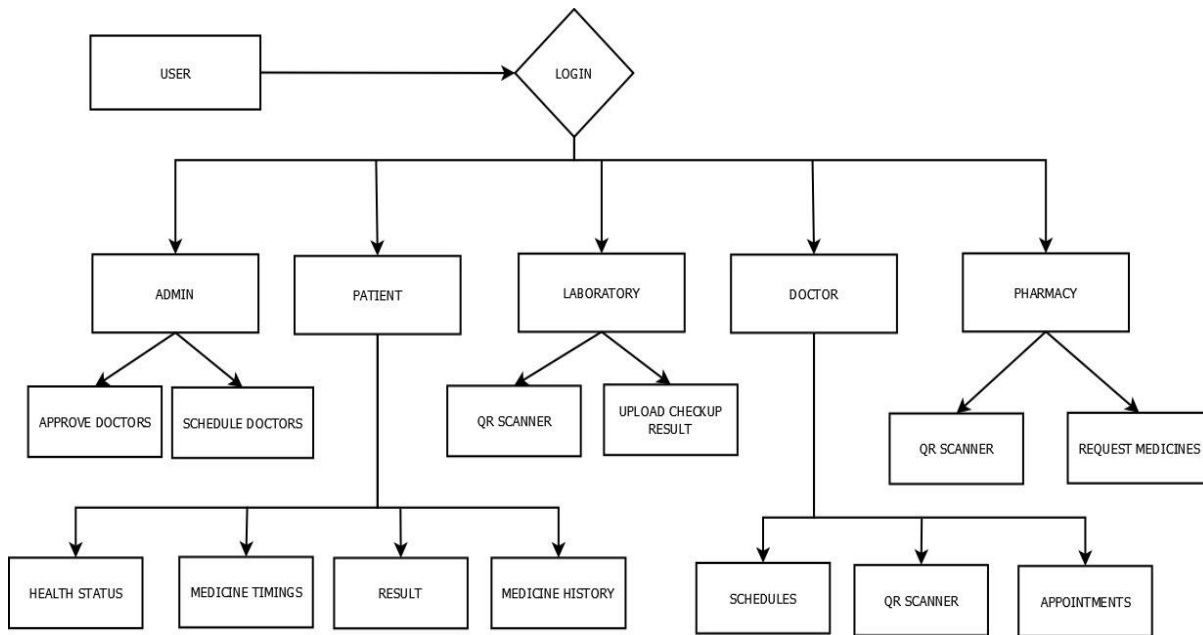 USER
LOGIN
ADMIN
PATIENT
LABORATORY
DOCTOR
PHARMACY
APPROVE DOCTORS
SCHEDULE DOCTORS
QR SCANNER
UPLOAD CHECKUP
RESULT
QR SCANNER
REQUEST MEDICINES
HEALTH STATUS
MEDICINE TIMINGS
RESULT
MEDICINE HISTORY
SCHEDULES
QR SCANNER
APPOINTMENTS